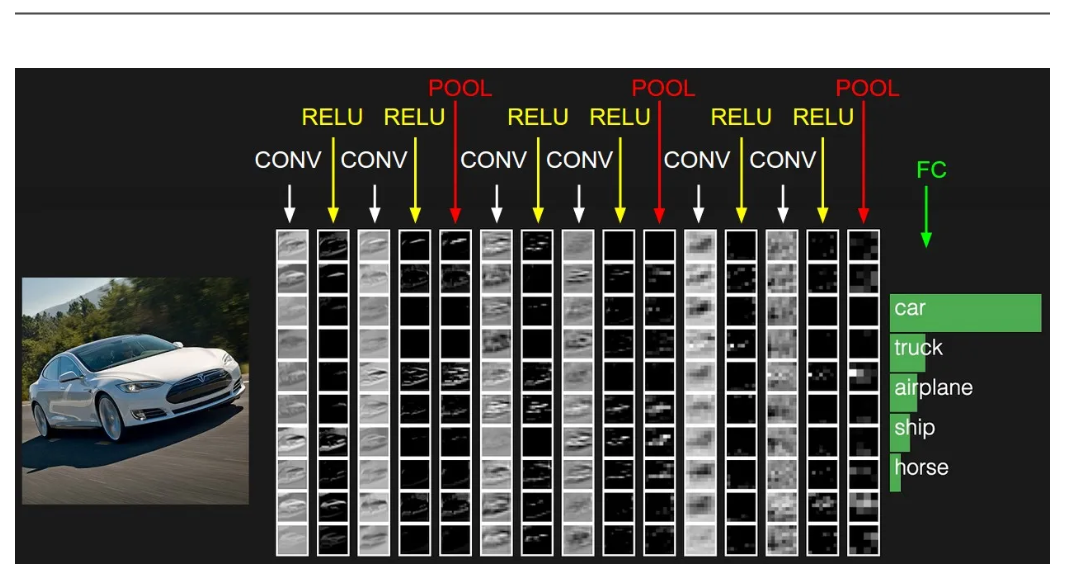 POOL POOL POOL
RELU RELU RELU RELU RELU RELU
CONV CONV CONV CONV CONV CONV
FC
car
truck
airplane
ship
horse